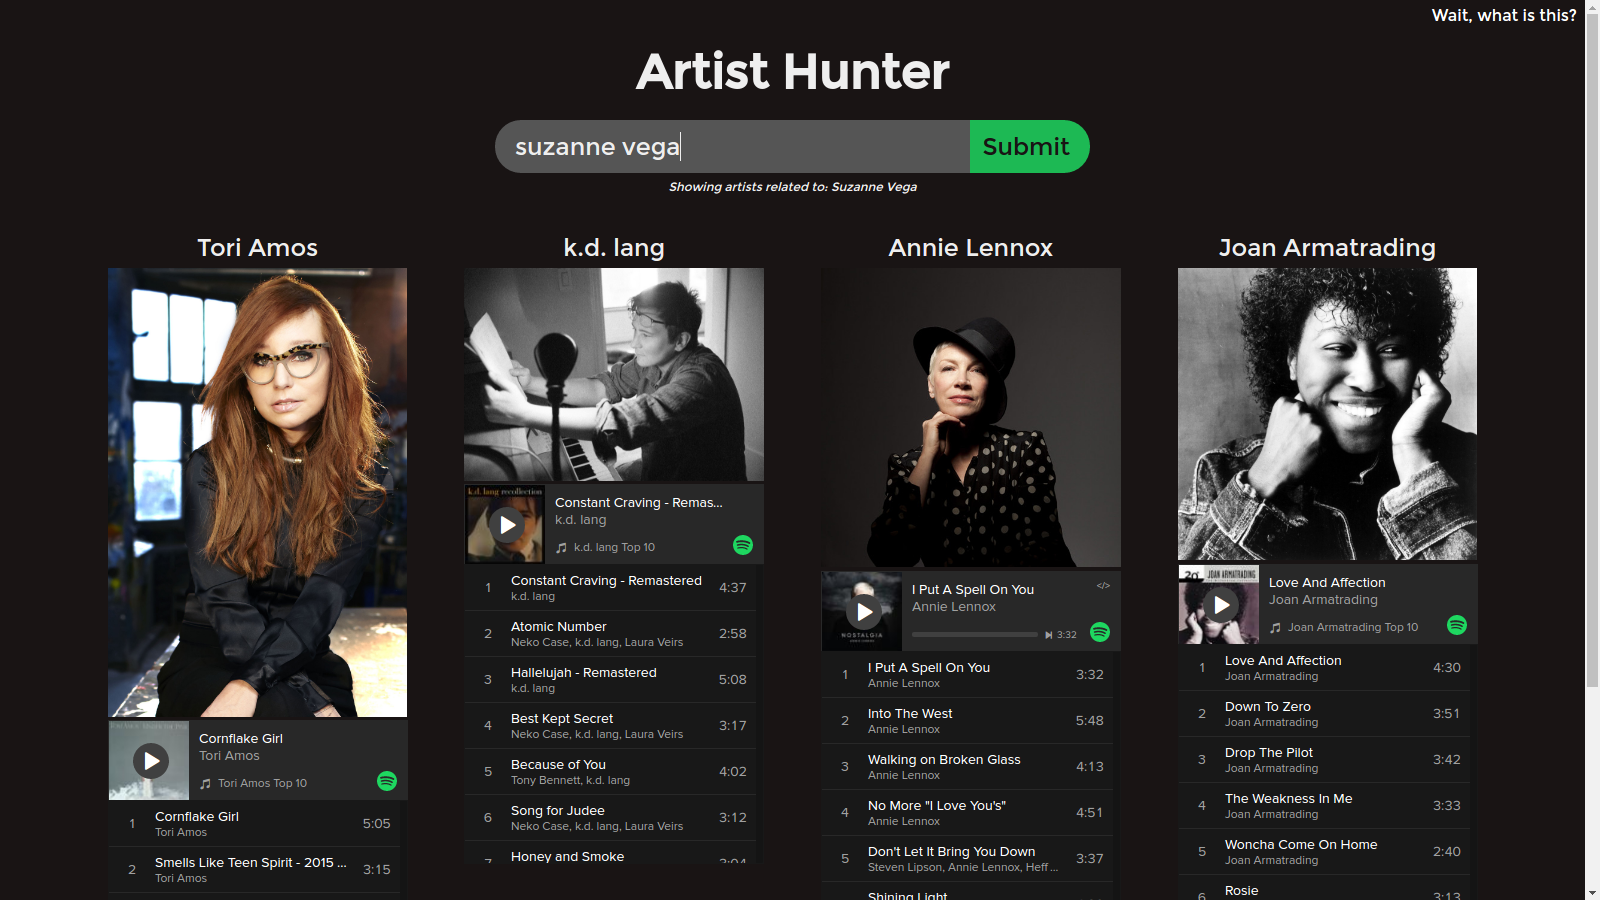 Wait, what is this?
Artist Hunter
suzanne vega
Submit
Showing artists related to: Suzanne Vega
Tori Amos
Cornflake Girl
Tori Amos
Tori Amos Top 10
1 Cornflake Girl 5:05
Tori Amos
2 Smells Like Teen Spirit - 2015 ... 3:15
Tori Amos
k.d. lang
k.d. lang recollection
Constant Craving - Remas...
k.d. lang
k.d. lang Top 10
1 Constant Craving - Remastered 4:37
k.d. lang
2 Atomic Number 2:58
Neko Case, k.d. lang, Laura Veirs
3 Hallelujah - Remastered 5:08
k.d. lang
4 Best Kept Secret 3:17
Neko Case, k.d. lang, Laura Veirs
5 Because of You 4:02
Tony Bennett, k.d. lang
6 Song for Judee 3:12
Neko Case, k.d. lang, Laura Veirs
7 Honey and Smoke 3:04
Annie Lennox
NOSTALGIA
ANNIE LENNOX
I Put A Spell On You </>
Annie Lennox
3:32
1 I Put A Spell On You 3:32
Annie Lennox
2 Into The West 5:48
Annie Lennox
3 Walking on Broken Glass 4:13
Annie Lennox
4 No More "I Love You's" 4:51
Annie Lennox
5 Don't Let It Bring You Down 3:37
Steven Lipson, Annie Lennox, Heff ...
Shining Light
Joan Armatrading
JOAN ARMATRADING
Love And Affection
Joan Armatrading
Joan Armatrading Top 10
1 Love And Affection 4:30
Joan Armatrading
2 Down To Zero 3:51
Joan Armatrading
3 Drop The Pilot 3:42
Joan Armatrading
4 The Weakness In Me 3:33
Joan Armatrading
5 Woncha Come On Home 2:40
Joan Armatrading
6 Rosie 3:13